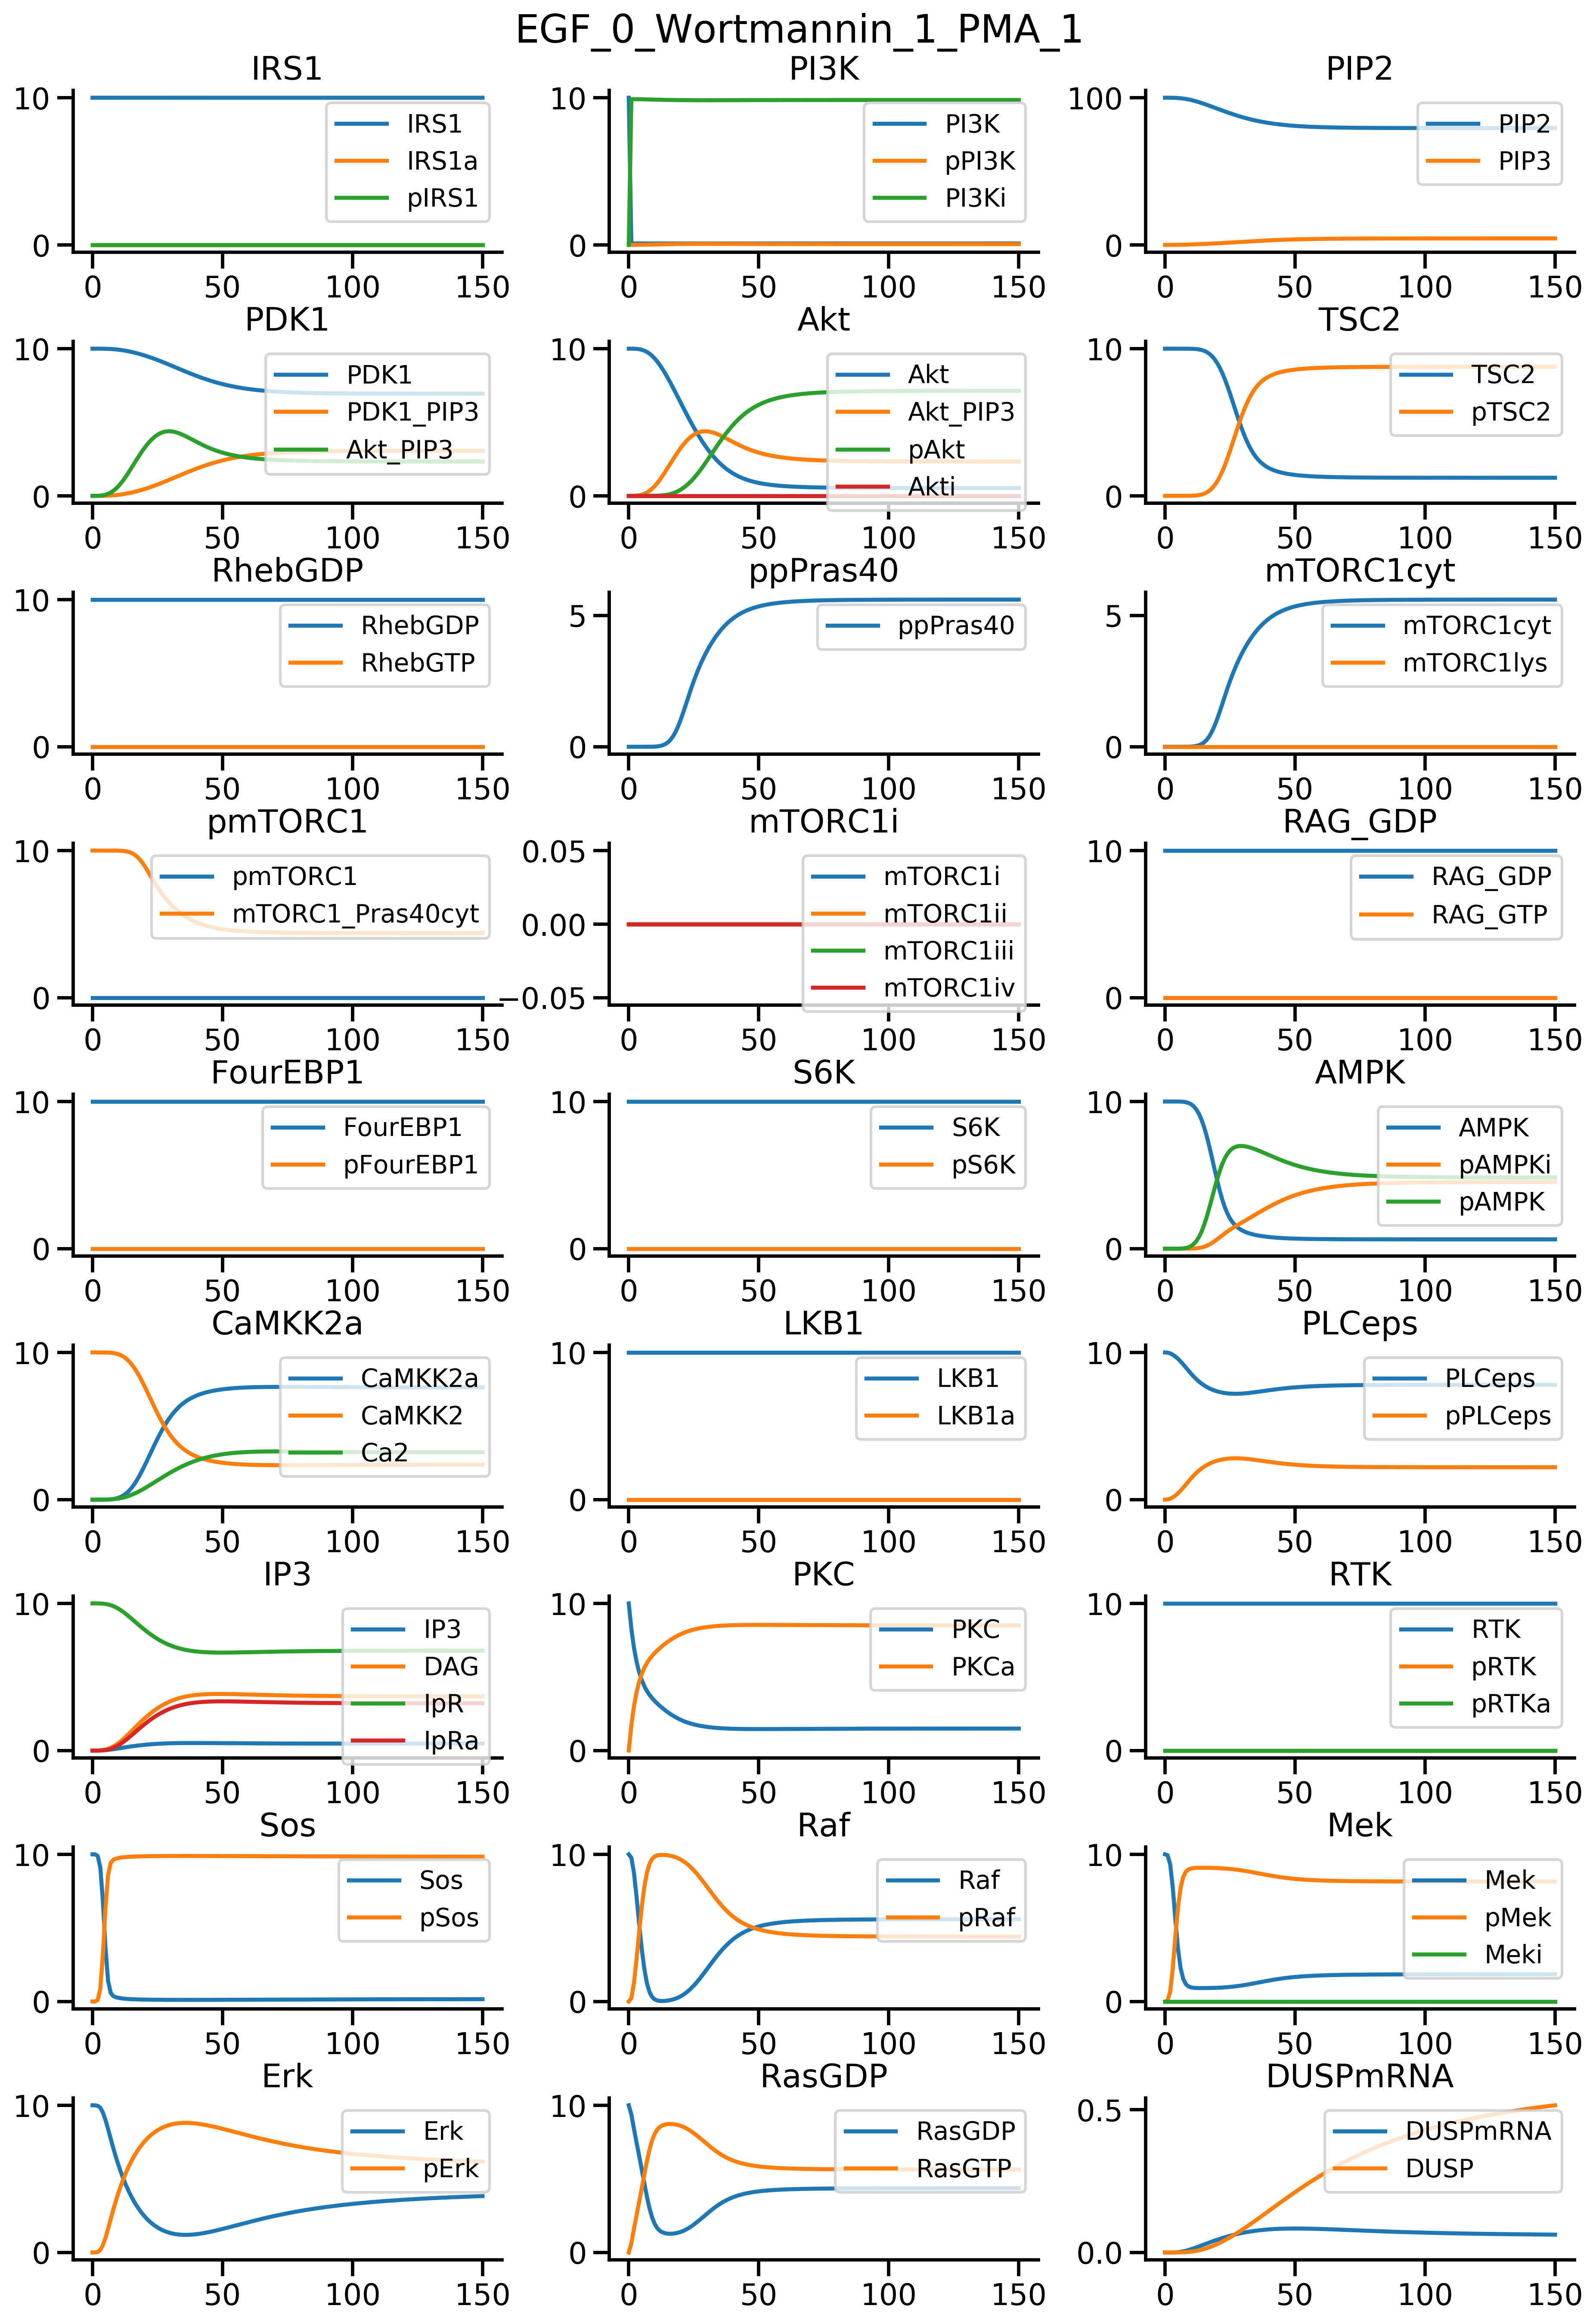 EGF_0_Wortmannin_1_PMA_1
IRS1
10
0
0 50 100 150
IRS1
IRS1a
pIRS1
PI3K
10
0
0 50 100 150
PI3K
pPI3K
PI3Ki
PIP2
100
0
0 50 100 150
PIP2
PIP3
PDK1
10
0
0 50 100 150
PDK1
PDK1_PIP3
Akt_PIP3
Akt
10
0
0 50 100 150
Akt
Akt_PIP3
pAkt
Akti
TSC2
10
0
0 50 100 150
TSC2
pTSC2
RhebGDP
10
0
0 50 100 150
RhebGDP
RhebGTP
ppPras40
5
0
0 50 100 150
ppPras40
mTORC1cyt
5
0
0 50 100 150
mTORC1cyt
mTORC1lys
pmTORC1
10
0
0 50 100 150
pmTORC1
mTORC1_Pras40cyt
mTORC1i
0.05
0.00
−0.05
0 50 100 150
mTORC1i
mTORC1ii
mTORC1iii
mTORC1iv
RAG_GDP
10
0
0 50 100 150
RAG_GDP
RAG_GTP
FourEBP1
10
0
0 50 100 150
FourEBP1
pFourEBP1
S6K
10
0
0 50 100 150
S6K
pS6K
AMPK
10
0
0 50 100 150
AMPK
pAMPKi
pAMPK
CaMKK2a
10
0
0 50 100 150
CaMKK2a
CaMKK2
Ca2
LKB1
10
0
0 50 100 150
LKB1
LKB1a
PLCeps
10
0
0 50 100 150
PLCeps
pPLCeps
IP3
10
0
0 50 100 150
IP3
DAG
IpR
IpRa
PKC
10
0
0 50 100 150
PKC
PKCa
RTK
10
0
0 50 100 150
RTK
pRTK
pRTKa
Sos
10
0
0 50 100 150
Sos
pSos
Raf
10
0
0 50 100 150
Raf
pRaf
Mek
10
0
0 50 100 150
Mek
pMek
Meki
Erk
10
0
0 50 100 150
Erk
pErk
RasGDP
10
0
0 50 100 150
RasGDP
RasGTP
DUSPmRNA
0.5
0.0
0 50 100 150
DUSPmRNA
DUSP